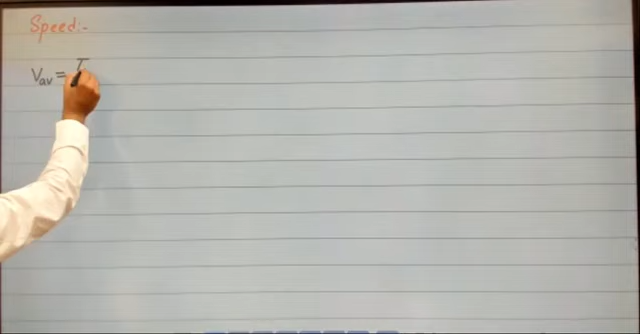 Speed:-
Vav = T